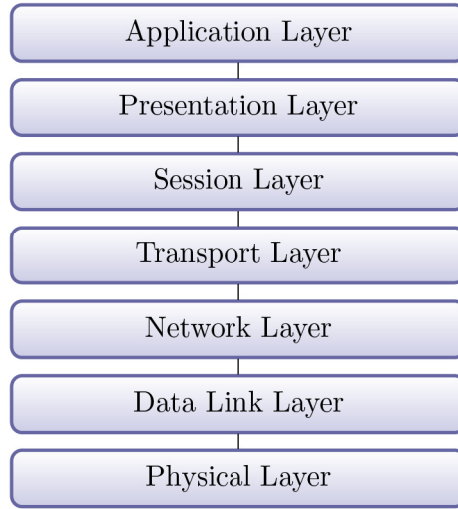 Application Layer
Presentation Layer
Session Layer
Transport Layer
Network Layer
Data Link Layer
Physical Layer